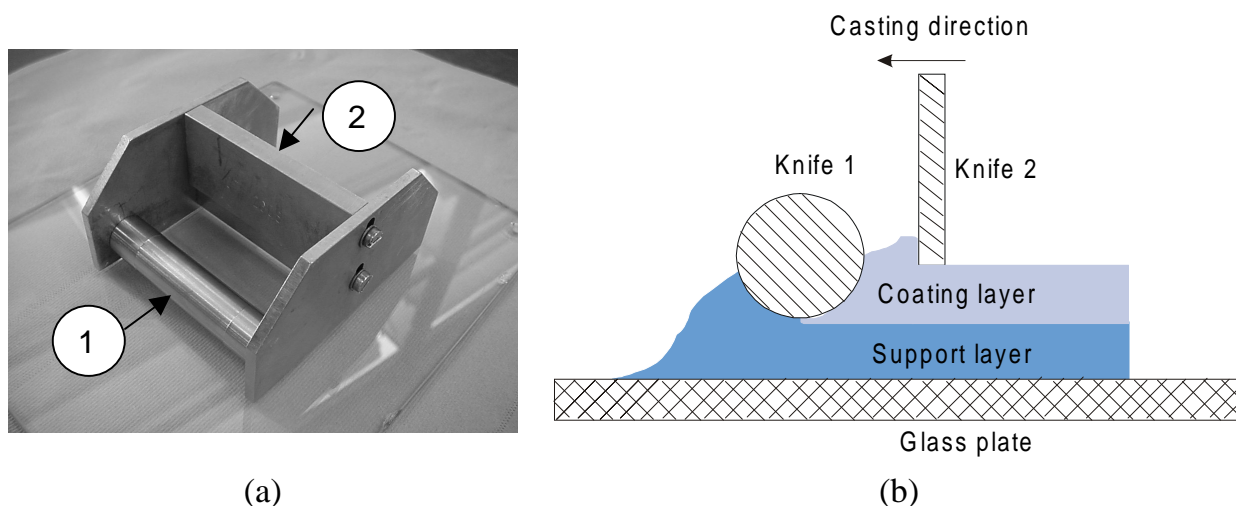 2
1
(a)
Casting direction
Knife 1
Knife 2
Coating layer
Support layer
Glass plate
(b)